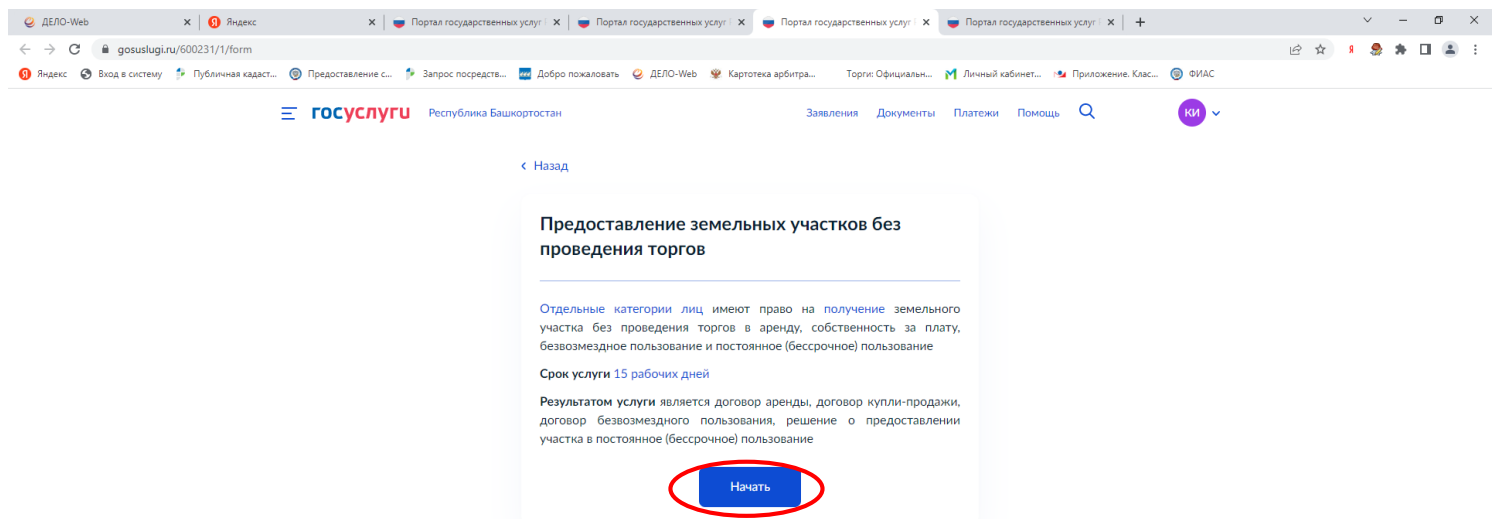 ДЕЛО-Web
Яндекс
Портал государственных услуг
Портал государственных услуг
Портал государственных услуг
Портал государственных услуг
gosuslugi.ru/600231/1/form
Яндекс Вход в систему Публичная кадаст... Предоставление с... Запрос посредств... Добро пожаловать ДЕЛО-Web Картотека арбитра... Торги: Официальн... Личный кабинет... Приложение. Клас... ФИАС
госуслуги Республика Башкортостан Заявления Документы Платежи Помощь КИ
Назад
Предоставление земельных участков без
проведения торгов
Отдельные категории лиц имеют право на получение земельного
участка без проведения торгов в аренду, собственность за плату,
безвозмездное пользование и постоянное (бессрочное) пользование
Срок услуги 15 рабочих дней
Результатом услуги является договор аренды, договор купли-продажи,
договор безвозмездного пользования, решение о предоставлении
участка в постоянное (бессрочное) пользование
Начать